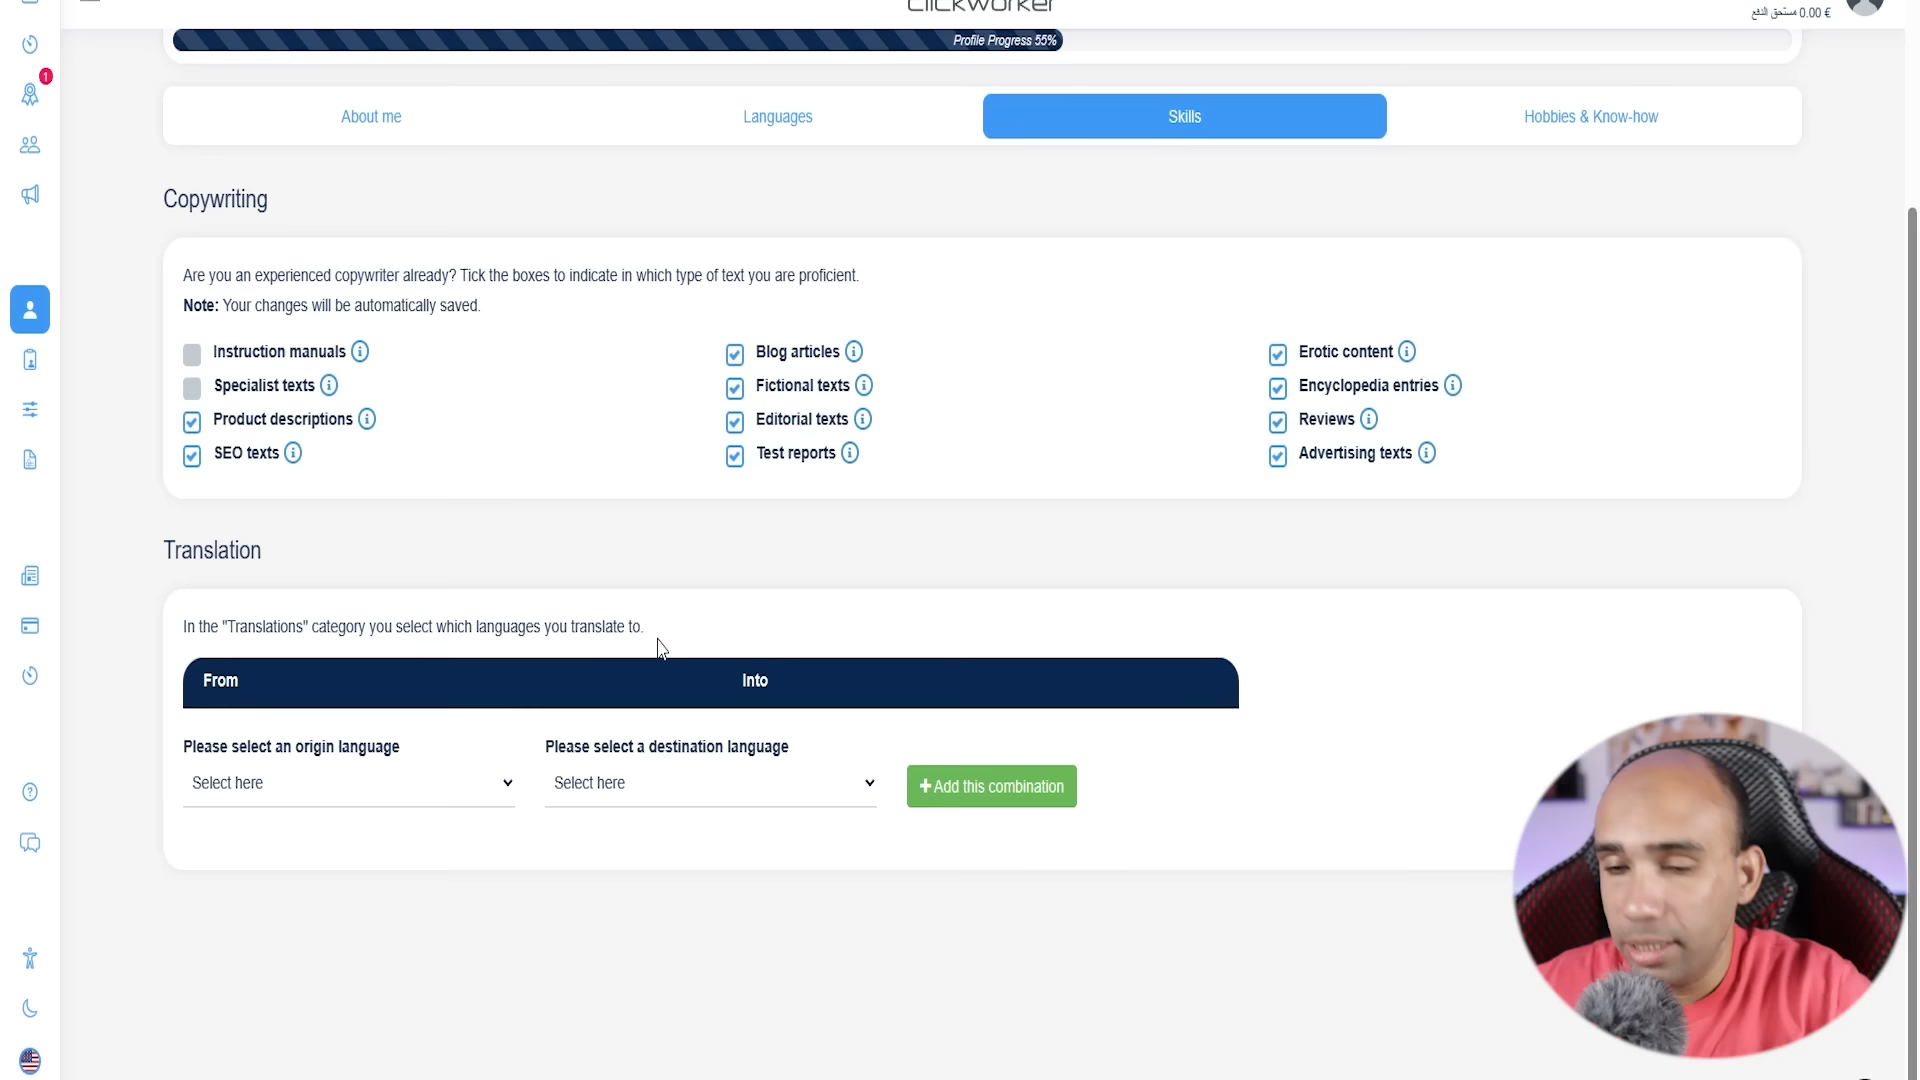 clickworker
0.00 € مستحق الدفع
Profile Progress 55%
1
About me
Languages
Skills
Hobbies & Know-how
Copywriting
Are you an experienced copywriter already? Tick the boxes to indicate in which type of text you are proficient.
Note: Your changes will be automatically saved.
Instruction manuals
Blog articles
Erotic content
Specialist texts
Fictional texts
Encyclopedia entries
Product descriptions
Editorial texts
Reviews
SEO texts
Test reports
Advertising texts
Translation
In the "Translations" category you select which languages you translate to.
From
Into
Please select an origin language
Please select a destination language
Select here
Select here
+Add this combination